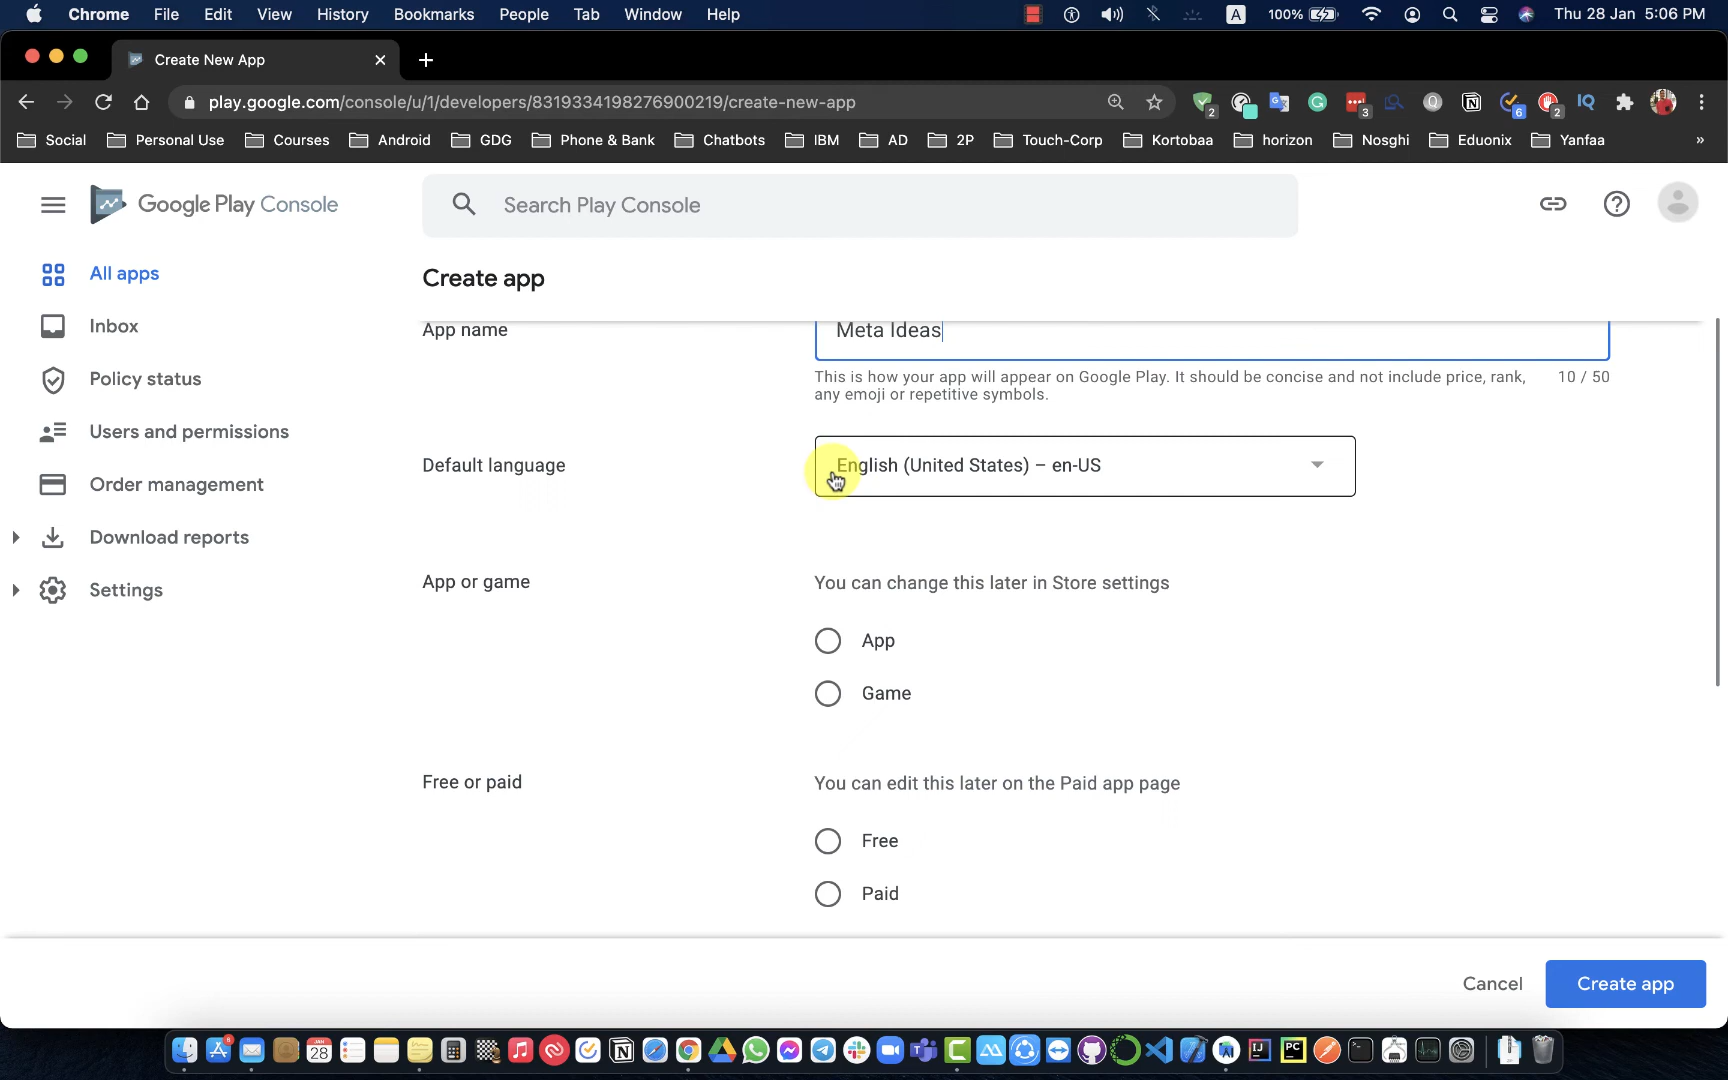 Chrome File Edit View History Bookmarks People Tab Window Help A 100% Thu 28 Jan 5:06 PM
Create New App
play.google.com/console/u/1/developers/8319334198276900219/create-new-app
Social Personal Use Courses Android GDG Phone & Bank Chatbots IBM AD 2P Touch-Corp Kortobaa horizon Nosghi Eduonix Yanfaa »
Google Play Console
Search Play Console
All apps
Inbox
Policy status
Users and permissions
Order management
Download reports
Settings
Create app
App name
Meta Ideas
This is how your app will appear on Google Play. It should be concise and not include price, rank, 10 / 50
any emoji or repetitive symbols.
Default language
English (United States) – en-US
App or game
You can change this later in Store settings
App
Game
Free or paid
You can edit this later on the Paid app page
Free
Paid
Cancel
Create app